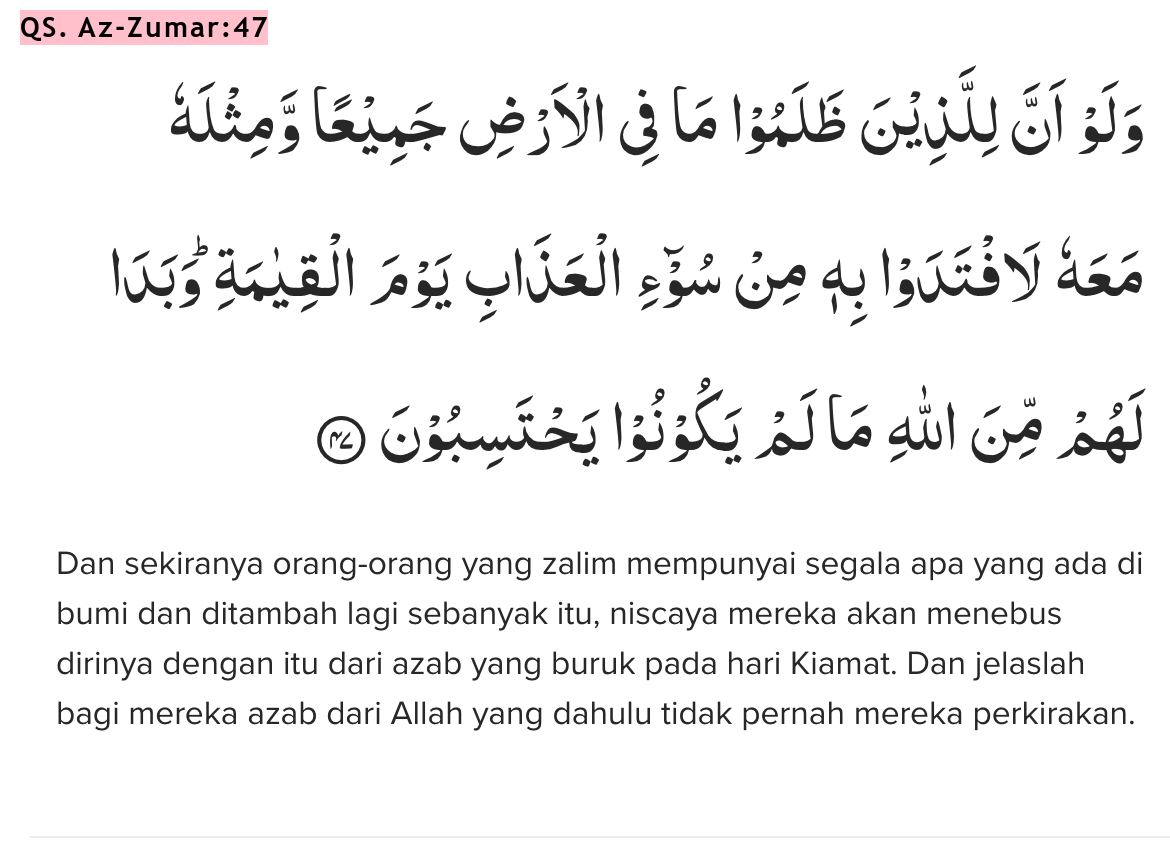 QS. Az-Zumar:47
وَلَوْ اَنَّ لِلَّذِيْنَ ظَلَمُوْا مَا فِى الْاَرْضِ جَمِيْعًا وَّمِثْلَهٗ
مَعَهٗ لَافْتَدَوْا بِهٖ مِنْ سُوْۤءِ الْعَذَابِ يَوْمَ الْقِيٰمَةِ ۗوَبَدَا
لَهُمْ مِّنَ اللّٰهِ مَا لَمْ يَكُوْنُوْا يَحْتَسِبُوْنَ ۝٤٧
Dan sekiranya orang-orang yang zalim mempunyai segala apa yang ada di
bumi dan ditambah lagi sebanyak itu, niscaya mereka akan menebus
dirinya dengan itu dari azab yang buruk pada hari Kiamat. Dan jelaslah
bagi mereka azab dari Allah yang dahulu tidak pernah mereka perkirakan.